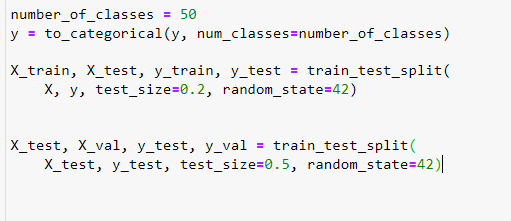 number_of_classes = 50
y = to_categorical(y, num_classes=number_of_classes)
X_train, X_test, y_train, y_test = train_test_split(
    X, y, test_size=0.2, random_state=42)
X_test, X_val, y_test, y_val = train_test_split(
    X_test, y_test, test_size=0.5, random_state=42)